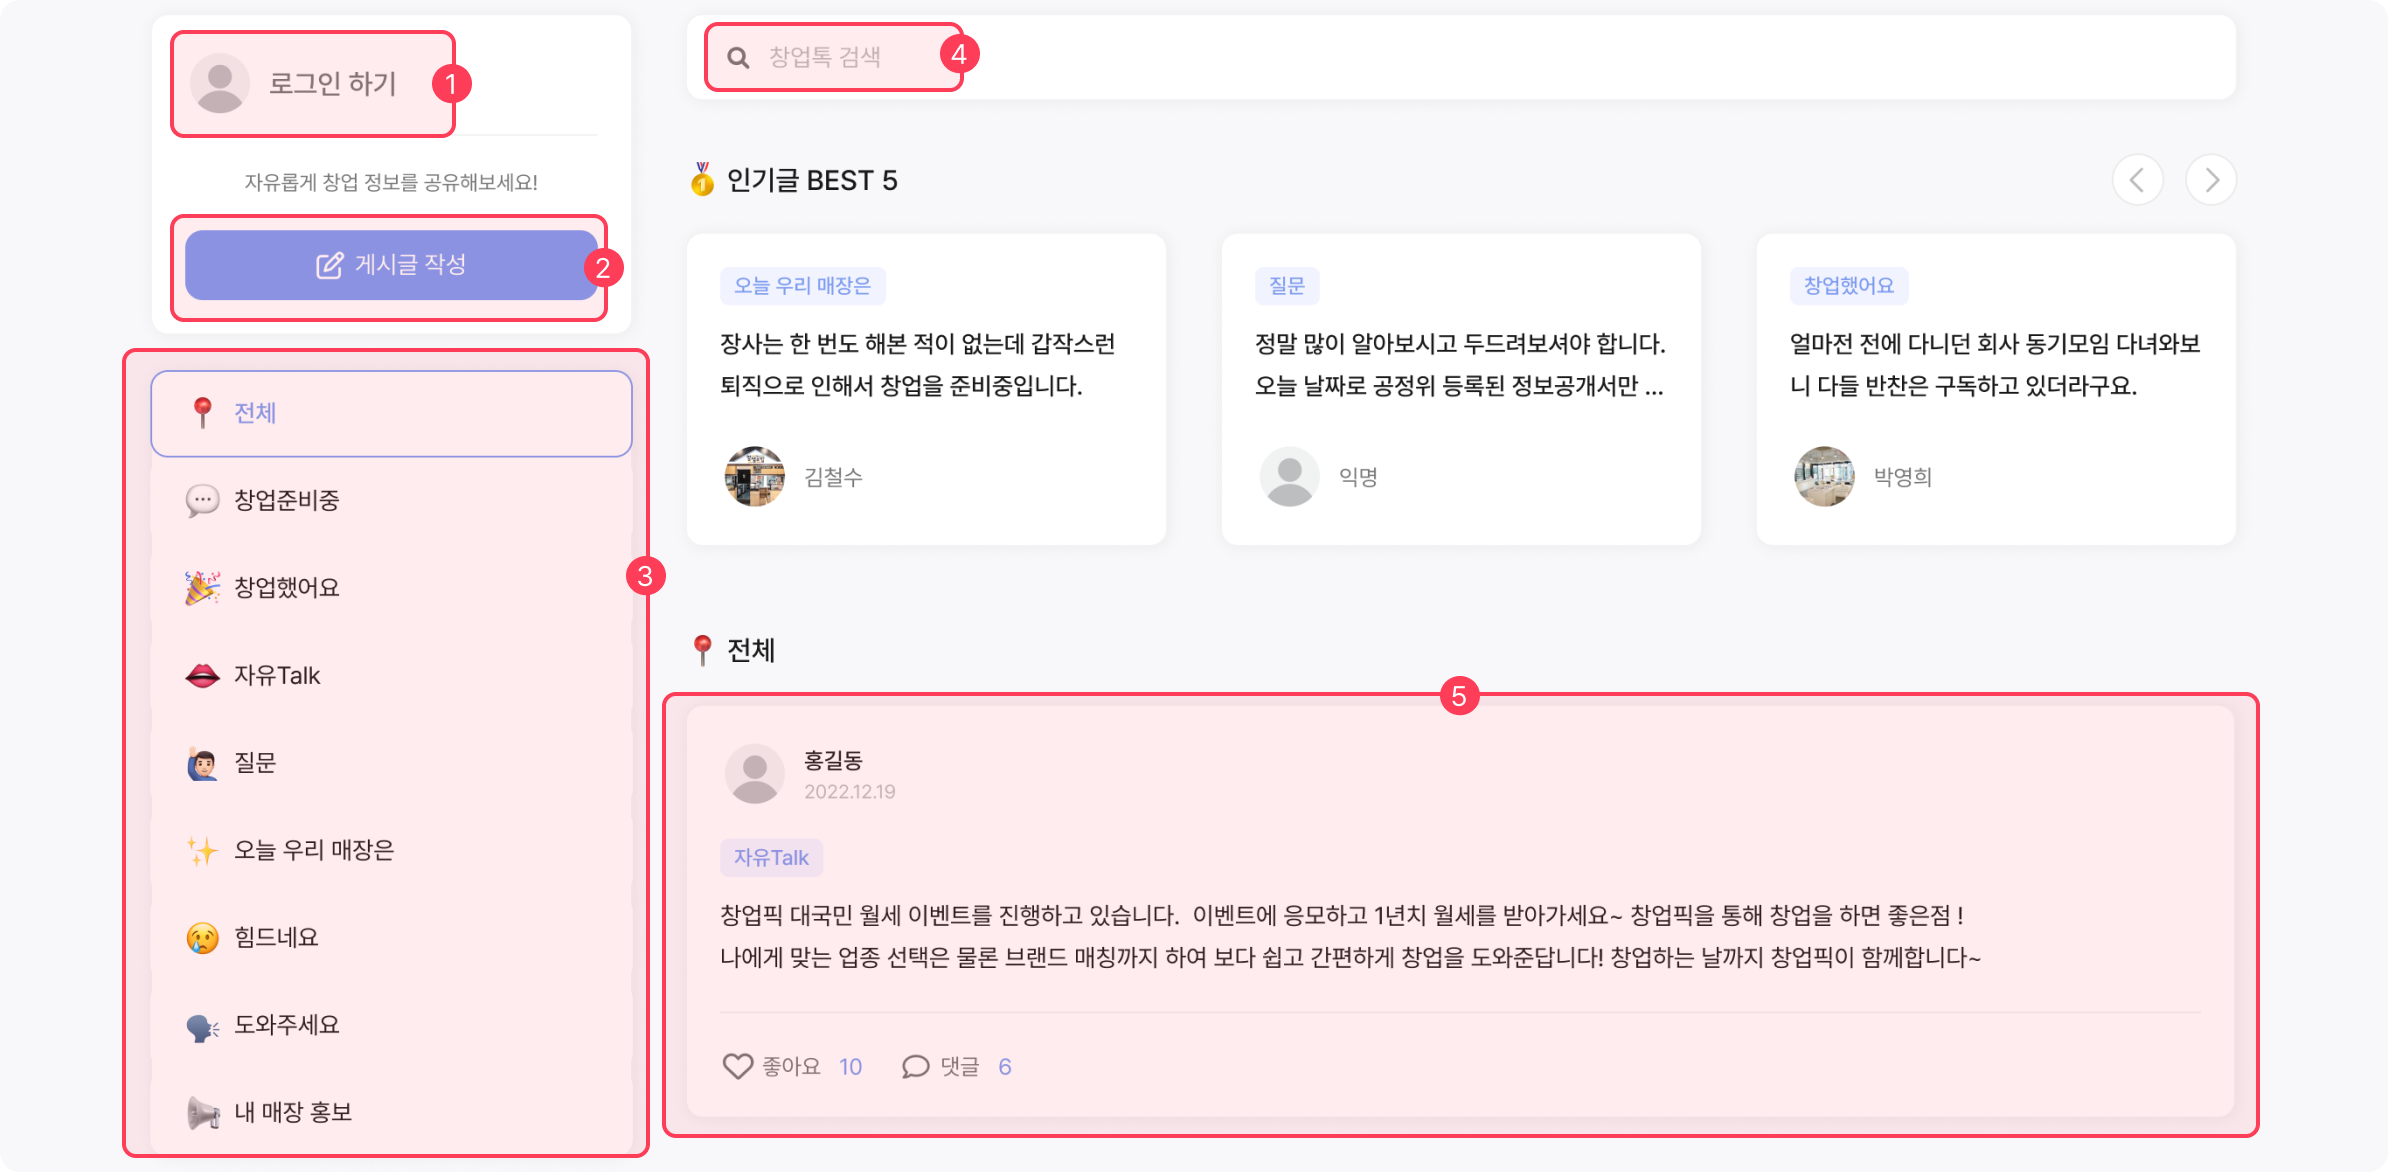 로그인 하기
1
자유롭게 창업 정보를 공유해보세요!
게시글 작성
2
전체
창업준비중
창업했어요
자유Talk
질문
오늘 우리 매장은
힘드네요
도와주세요
내 매장 홍보
3
창업톡 검색
4
인기글 BEST 5
오늘 우리 매장은
장사는 한 번도 해본 적이 없는데 갑작스런
퇴직으로 인해서 창업을 준비중입니다.
김철수
질문
정말 많이 알아보시고 두드려보셔야 합니다.
오늘 날짜로 공정위 등록된 정보공개서만 ...
익명
창업했어요
얼마전 전에 다니던 회사 동기모임 다녀와보
니 다들 반찬은 구독하고 있더라구요.
박영희
전체
5
홍길동
2022.12.19
자유Talk
창업픽 대국민 월세 이벤트를 진행하고 있습니다.  이벤트에 응모하고 1년치 월세를 받아가세요~ 창업픽을 통해 창업을 하면 좋은점 !
나에게 맞는 업종 선택은 물론 브랜드 매칭까지 하여 보다 쉽고 간편하게 창업을 도와준답니다! 창업하는 날까지 창업픽이 함께합니다~
좋아요 10 댓글 6